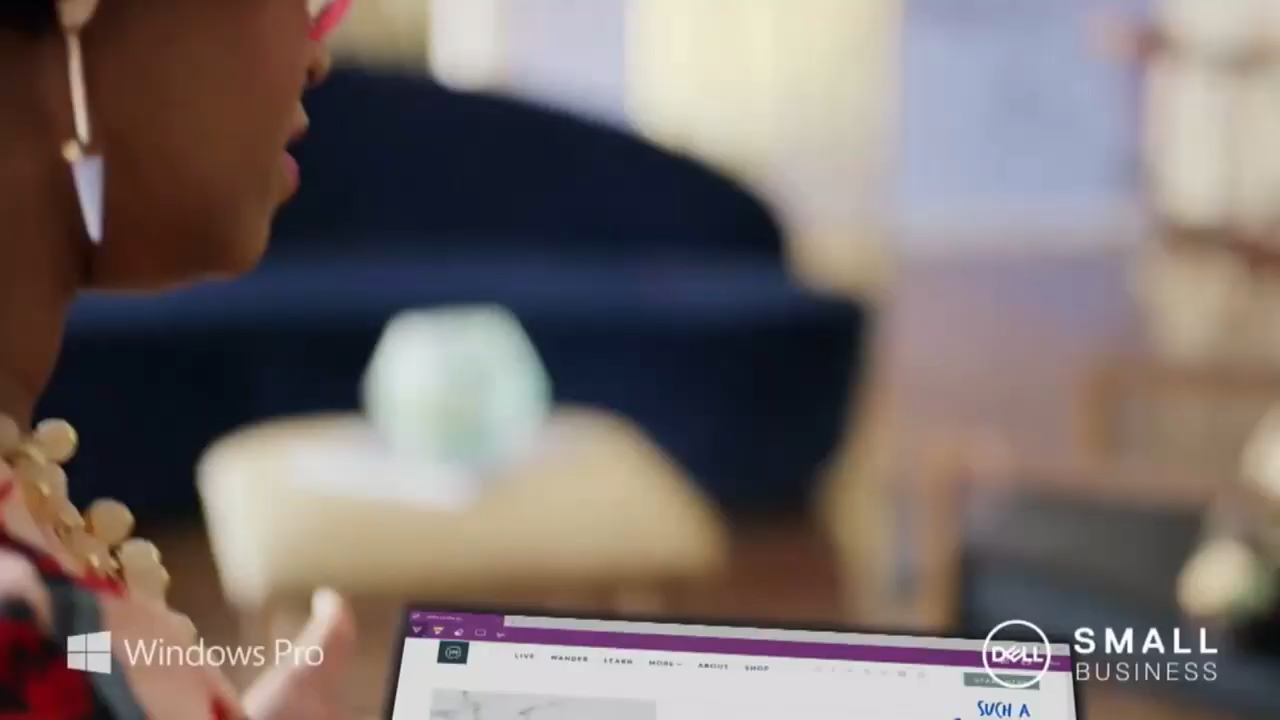 LIVE WANDER LEARN MORE ABOUT SHOP
SUCH A
Windows Pro
DELL
SMALL
BUSINESS